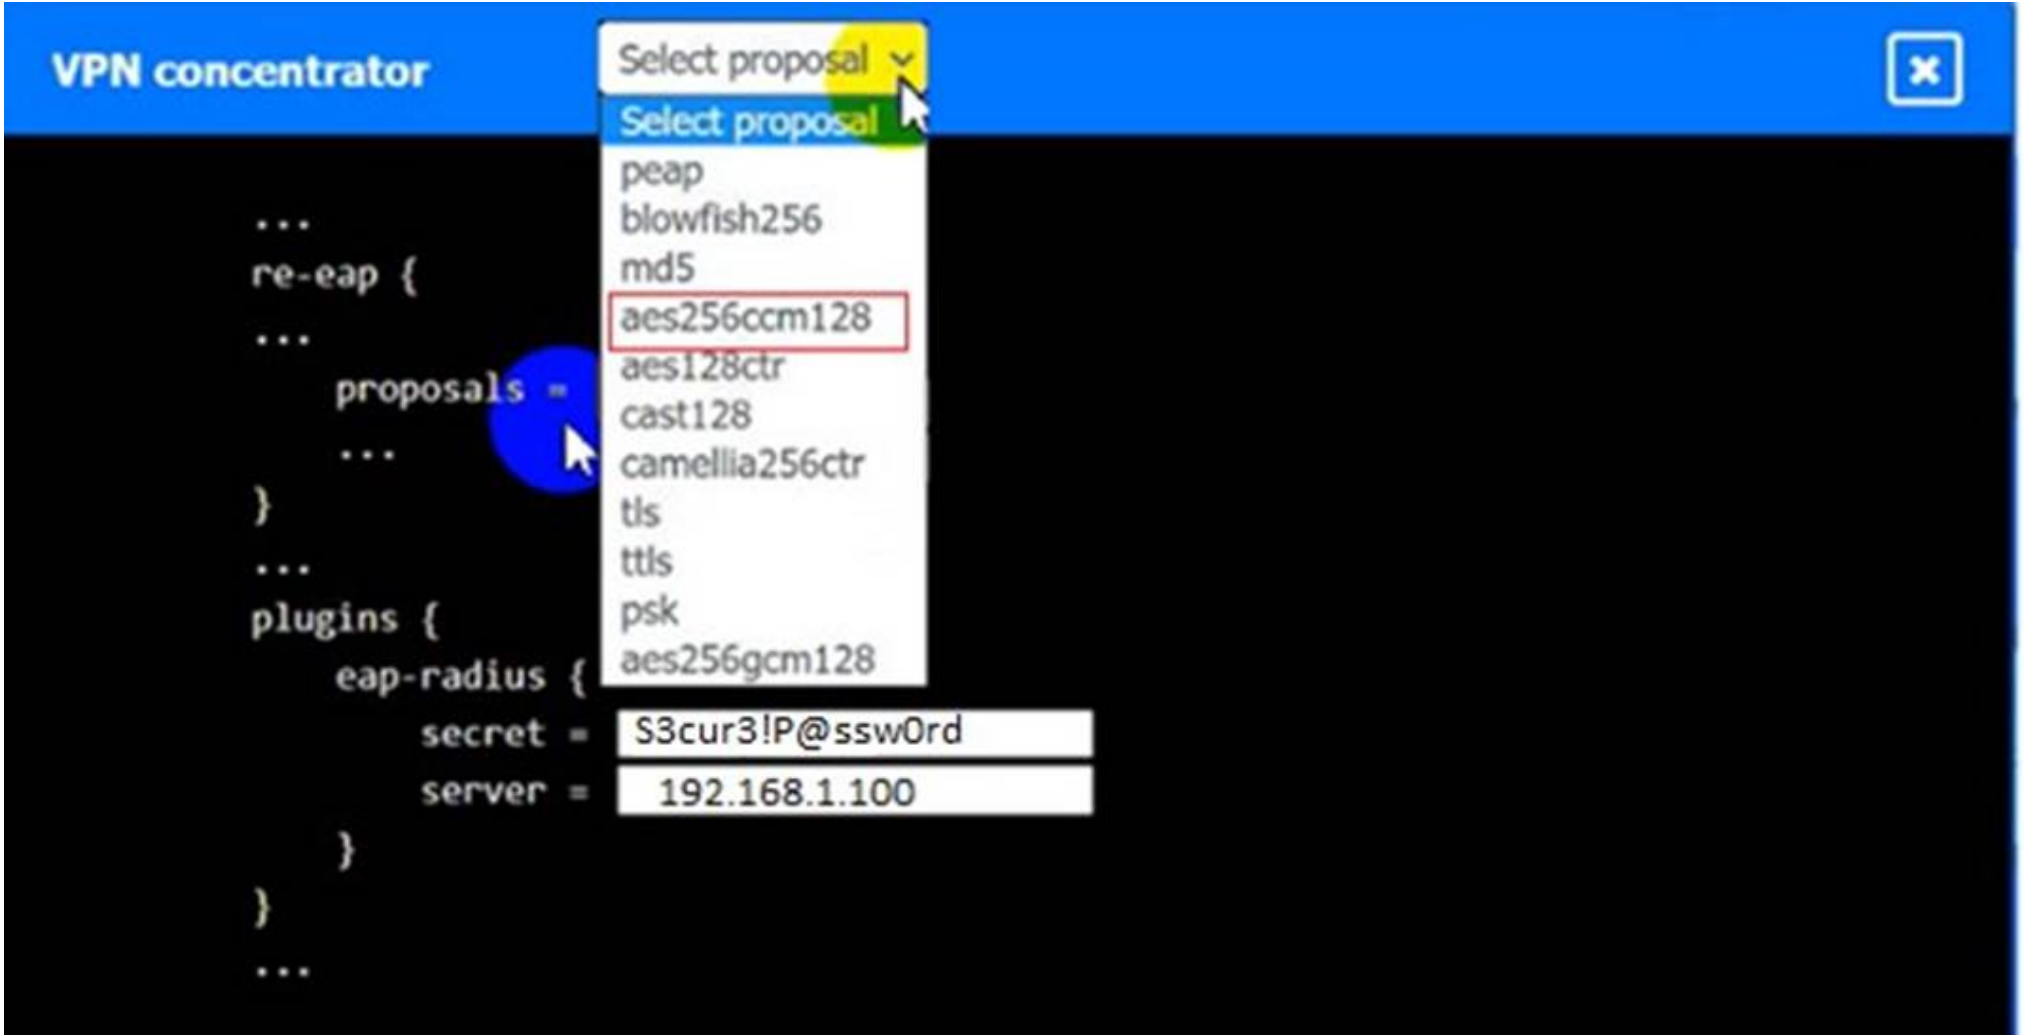 VPN concentrator
Select proposal
Select proposal
peap
blowfish256
md5
aes256ccm128
aes128ctr
cast128
camellia256ctr
tls
ttls
psk
aes256gcm128
...
re-eap {
...
proposals =
...
}
...
plugins {
eap-radius {
secret = S3cur3!P@ssw0rd
server = 192.168.1.100
}
}
...